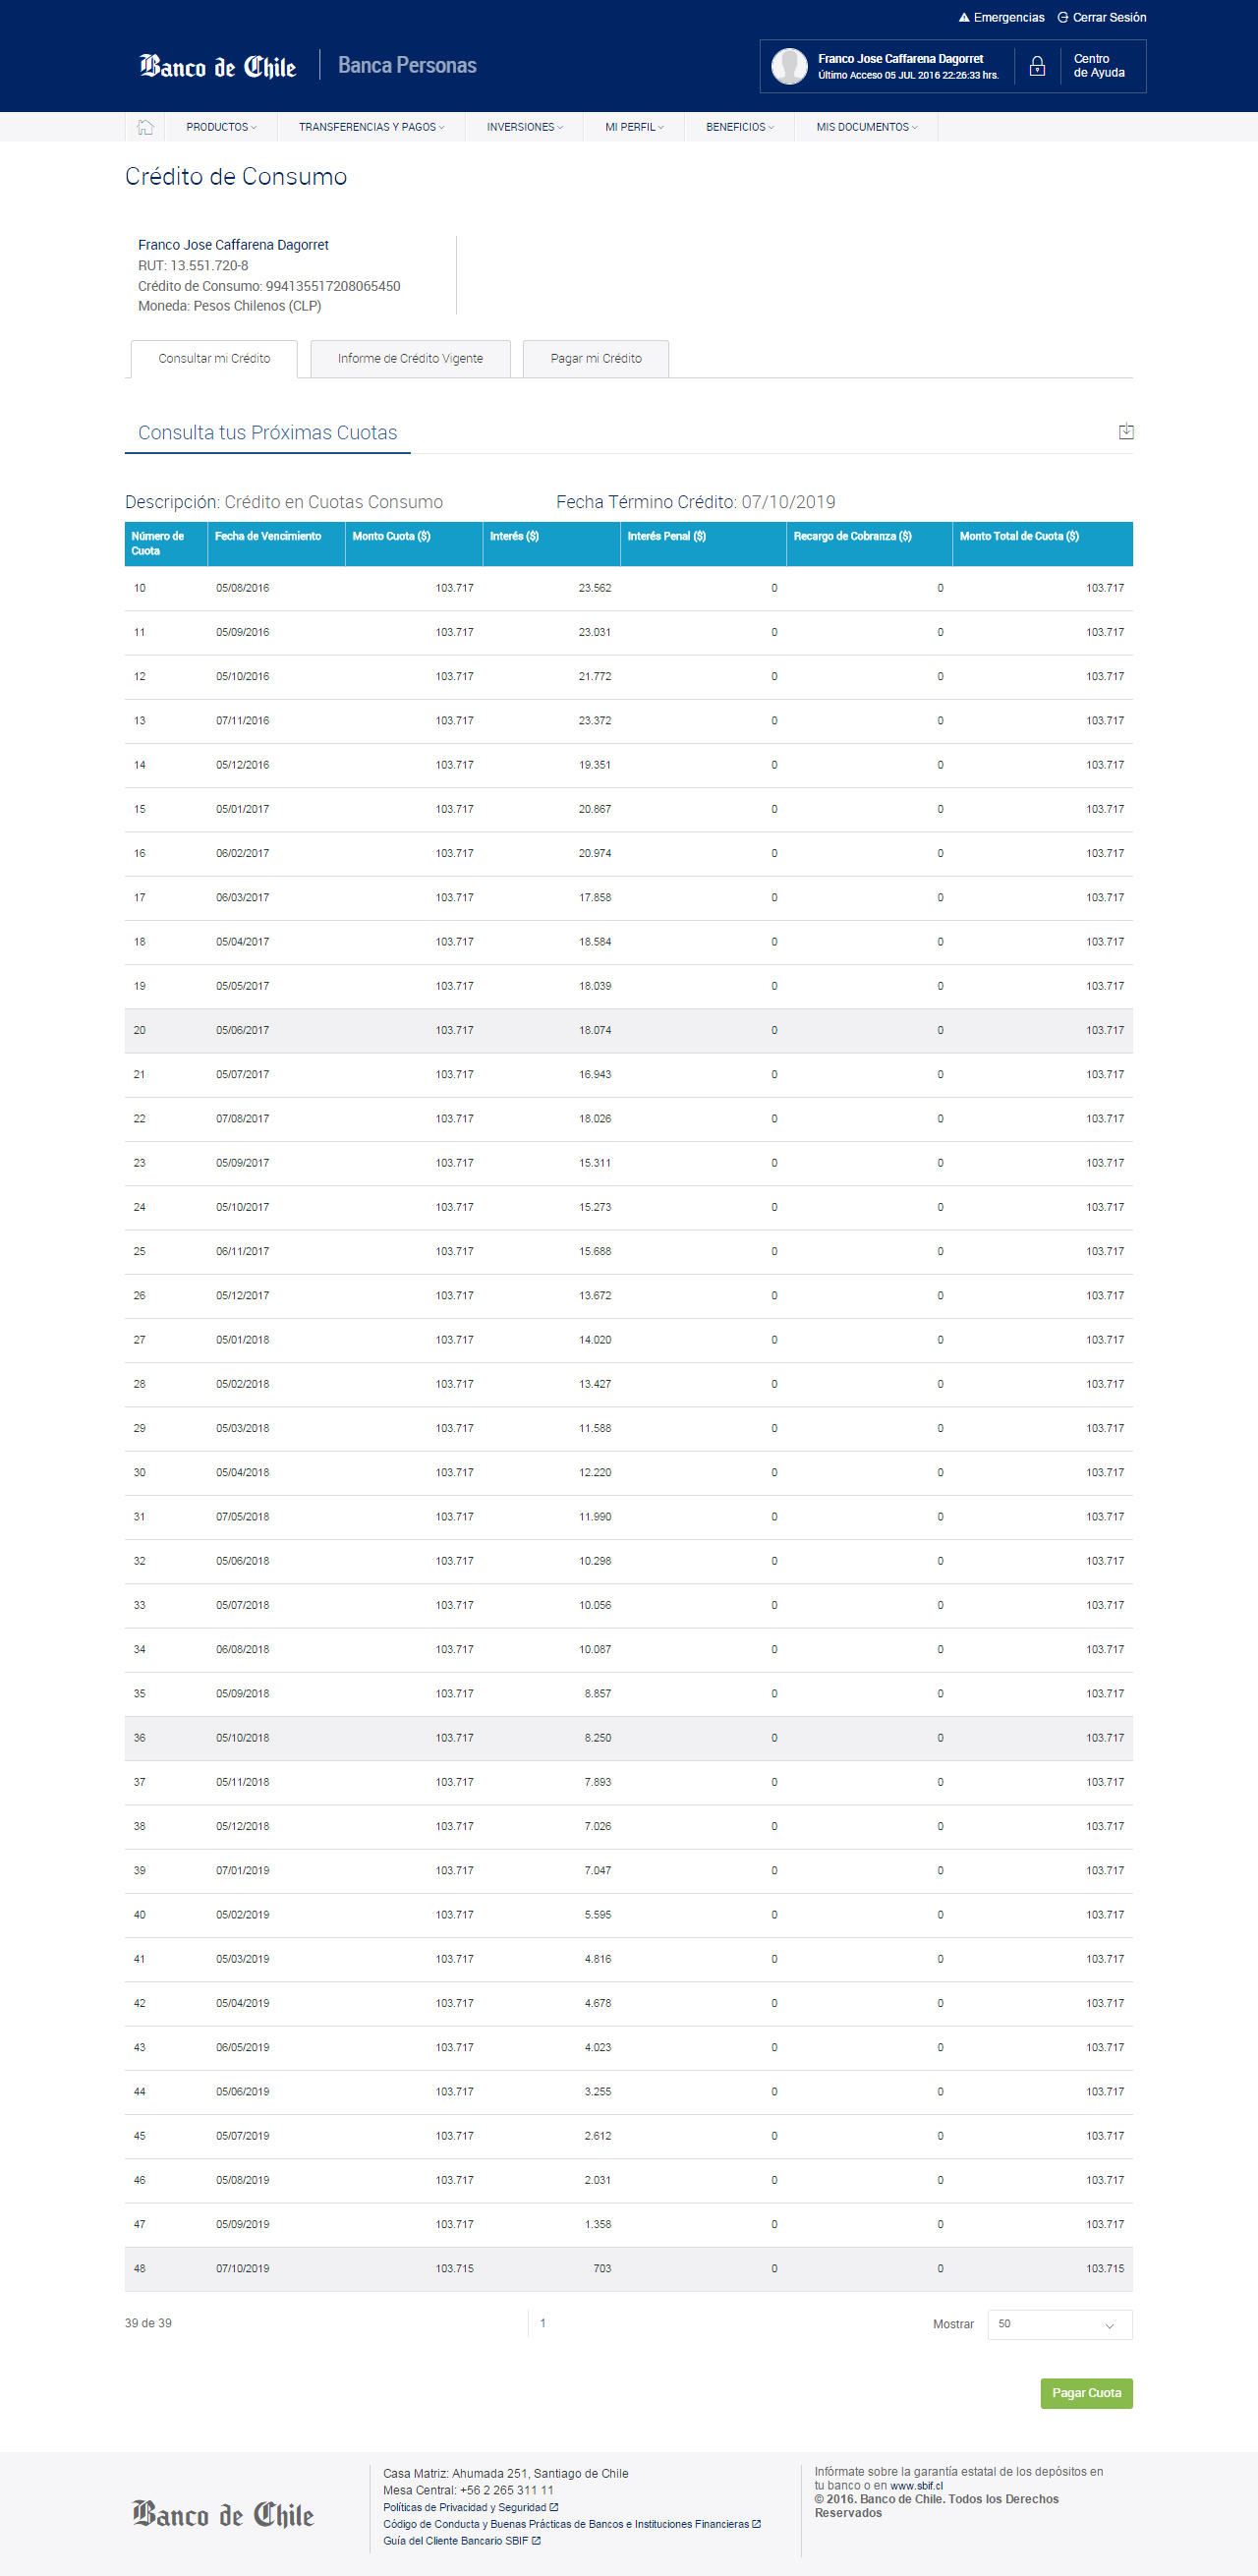 Emergencias Cerrar Sesión
Banco de Chile Banca Personas
Franco Jose Caffarena Dagorret
Último Acceso 05 JUL 2016 22:26:33 hrs.
Centro
de Ayuda
PRODUCTOS TRANSFERENCIAS Y PAGOS INVERSIONES MI PERFIL BENEFICIOS MIS DOCUMENTOS
Crédito de Consumo
Franco Jose Caffarena Dagorret
RUT: 13.551.720-8
Crédito de Consumo: 994135517208065450
Moneda: Pesos Chilenos (CLP)
Consultar mi Crédito Informe de Crédito Vigente Pagar mi Crédito
Consulta tus Próximas Cuotas
Descripción: Crédito en Cuotas Consumo Fecha Término Crédito: 07/10/2019
Número de Cuota Fecha de Vencimiento Monto Cuota ($) Interés ($) Interés Penal ($) Recargo de Cobranza ($) Monto Total de Cuota ($)
10 05/08/2016 103.717 23.562 0 0 103.717
11 05/09/2016 103.717 23.031 0 0 103.717
12 05/10/2016 103.717 21.772 0 0 103.717
13 07/11/2016 103.717 23.372 0 0 103.717
14 05/12/2016 103.717 19.351 0 0 103.717
15 05/01/2017 103.717 20.867 0 0 103.717
16 06/02/2017 103.717 20.974 0 0 103.717
17 06/03/2017 103.717 17.858 0 0 103.717
18 05/04/2017 103.717 18.584 0 0 103.717
19 05/05/2017 103.717 18.039 0 0 103.717
20 05/06/2017 103.717 18.074 0 0 103.717
21 05/07/2017 103.717 16.943 0 0 103.717
22 07/08/2017 103.717 18.026 0 0 103.717
23 05/09/2017 103.717 15.311 0 0 103.717
24 05/10/2017 103.717 15.273 0 0 103.717
25 06/11/2017 103.717 15.688 0 0 103.717
26 05/12/2017 103.717 13.672 0 0 103.717
27 05/01/2018 103.717 14.020 0 0 103.717
28 05/02/2018 103.717 13.427 0 0 103.717
29 05/03/2018 103.717 11.588 0 0 103.717
30 05/04/2018 103.717 12.220 0 0 103.717
31 07/05/2018 103.717 11.990 0 0 103.717
32 05/06/2018 103.717 10.298 0 0 103.717
33 05/07/2018 103.717 10.056 0 0 103.717
34 06/08/2018 103.717 10.087 0 0 103.717
35 05/09/2018 103.717 8.857 0 0 103.717
36 05/10/2018 103.717 8.250 0 0 103.717
37 05/11/2018 103.717 7.893 0 0 103.717
38 05/12/2018 103.717 7.026 0 0 103.717
39 07/01/2019 103.717 7.047 0 0 103.717
40 05/02/2019 103.717 5.595 0 0 103.717
41 05/03/2019 103.717 4.816 0 0 103.717
42 05/04/2019 103.717 4.678 0 0 103.717
43 06/05/2019 103.717 4.023 0 0 103.717
44 05/06/2019 103.717 3.255 0 0 103.717
45 05/07/2019 103.717 2.612 0 0 103.717
46 05/08/2019 103.717 2.031 0 0 103.717
47 05/09/2019 103.717 1.358 0 0 103.717
48 07/10/2019 103.715 703 0 0 103.715
39 de 39 1 Mostrar 50
Pagar Cuota
Banco de Chile
Casa Matriz: Ahumada 251, Santiago de Chile
Mesa Central: +56 2 265 311 11
Políticas de Privacidad y Seguridad
Código de Conducta y Buenas Prácticas de Bancos e Instituciones Financieras
Guía del Cliente Bancario SBIF
Infórmate sobre la garantía estatal de los depósitos en
tu banco o en www.sbif.cl
© 2016. Banco de Chile. Todos los Derechos
Reservados